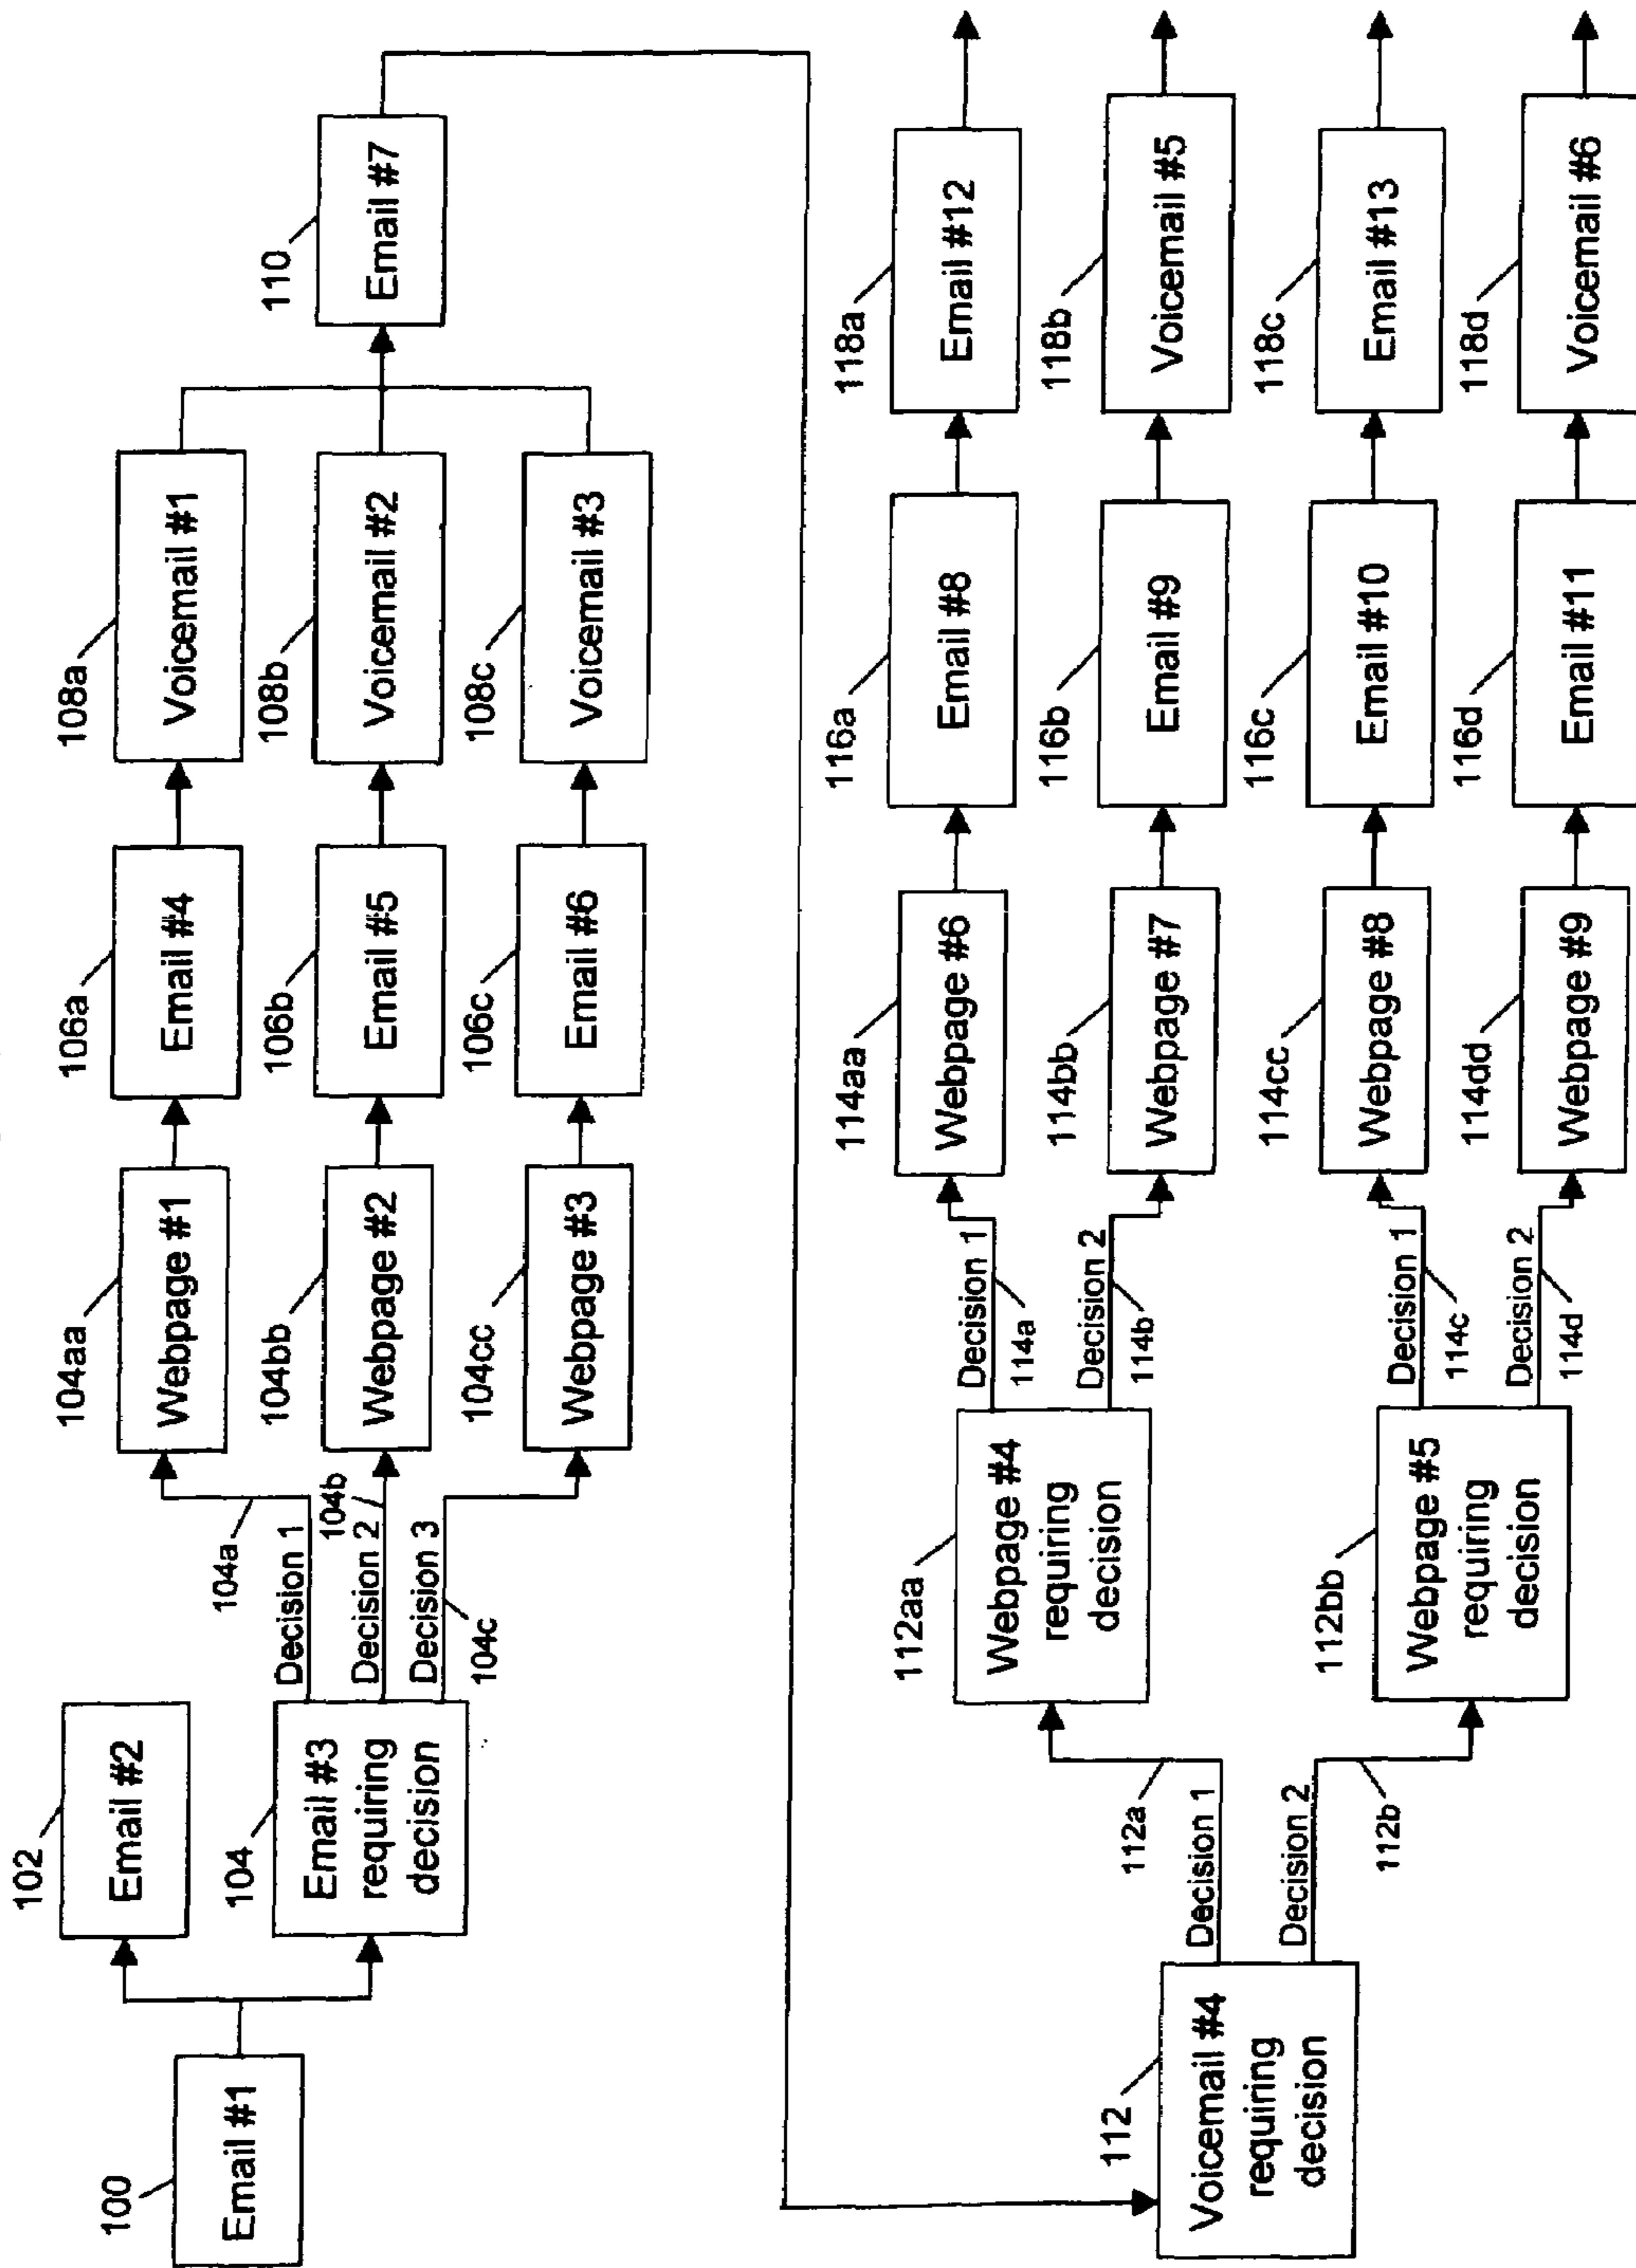 100
Email #1
102
Email #2
104
Email #3
requiring
decision
Decision 1
104a
Decision 2
104b
Decision 3
104c
104aa
Webpage #1
104bb
Webpage #2
104cc
Webpage #3
106a
Email #4
106b
Email #5
106c
Email #6
108a
Voicemail #1
108b
Voicemail #2
108c
Voicemail #3
110
Email #7
112
Voicemail #4
requiring
decision
Decision 1
112a
Decision 2
112b
112aa
Webpage #4
requiring
decision
112bb
Webpage #5
requiring
decision
Decision 1
114a
Decision 2
114b
Decision 1
114c
Decision 2
114d
114aa
Webpage #6
114bb
Webpage #7
114cc
Webpage #8
114dd
Webpage #9
116a
Email #8
116b
Email #9
116c
Email #10
116d
Email #11
118a
Email #12
118b
Voicemail #5
118c
Email #13
118d
Voicemail #6